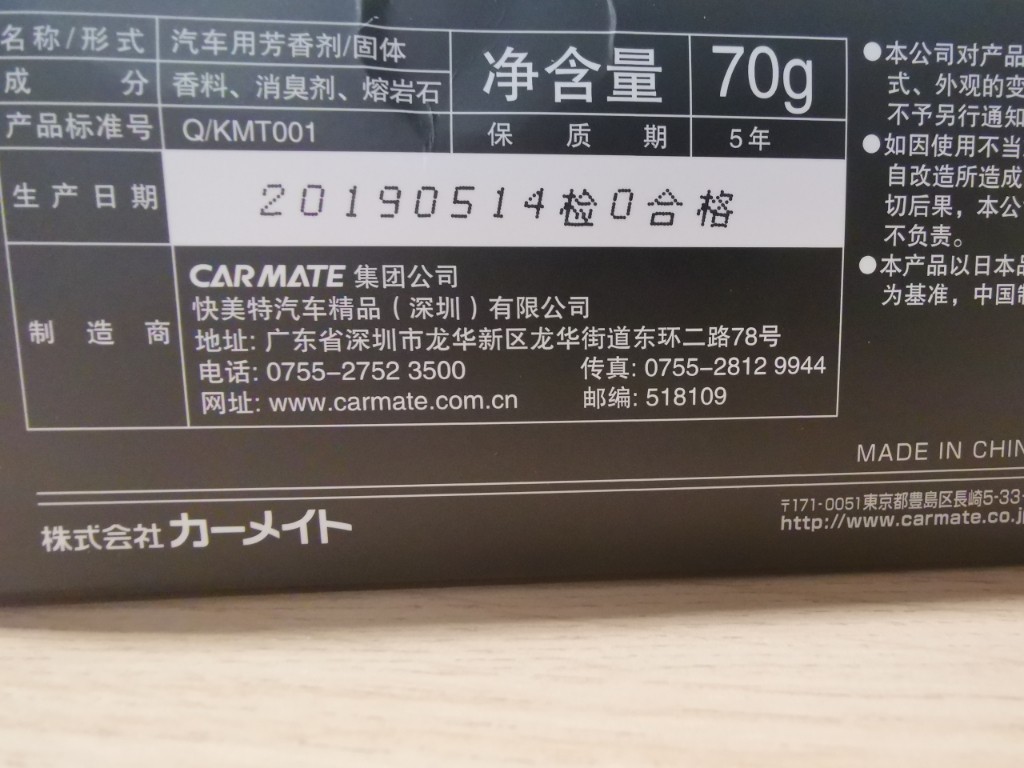 名称/形式 汽车用芳香剂/固体 净含量 70g
成分 香料、消臭剂、熔岩石
产品标准号 Q/KMT001 保质期 5年
生产日期 20190514检0合格
制造商
CARMATE 集团公司
快美特汽车精品(深圳)有限公司
地址: 广东省深圳市龙华新区龙华街道东环二路78号
电话: 0755-2752 3500 传真: 0755-2812 9944
网址: www.carmate.com.cn 邮编: 518109
●本公司对产品
式、外观的变
不予另行通知
●如因使用不当
自改造所造成
切后果，本公
不负责。
●本产品以日本品
为基准，中国制
MADE IN CHIN
株式会社カーメイト
〒171-0051東京都豊島区長崎5-33-
http://www.carmate.co.j